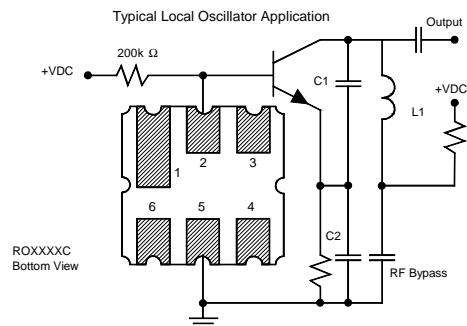 Typical Local Oscillator Application
Output
200k Ω
+VDC
C1
+VDC
L1
1
2
3
6
5
4
C2
ROXXXXC
Bottom View
RF Bypass